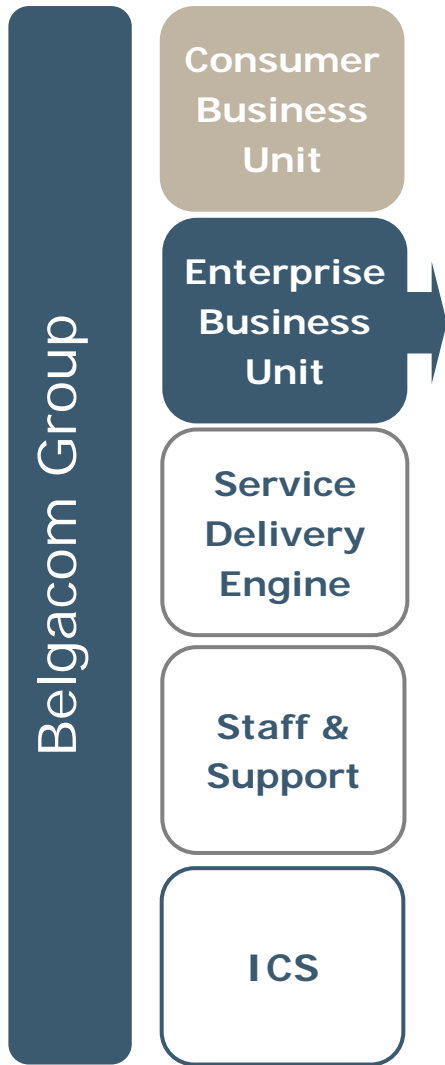 Belgacom Group
Consumer
Business
Unit
Enterprise
Business
Unit
Service
Delivery
Engine
Staff &
Support
ICS